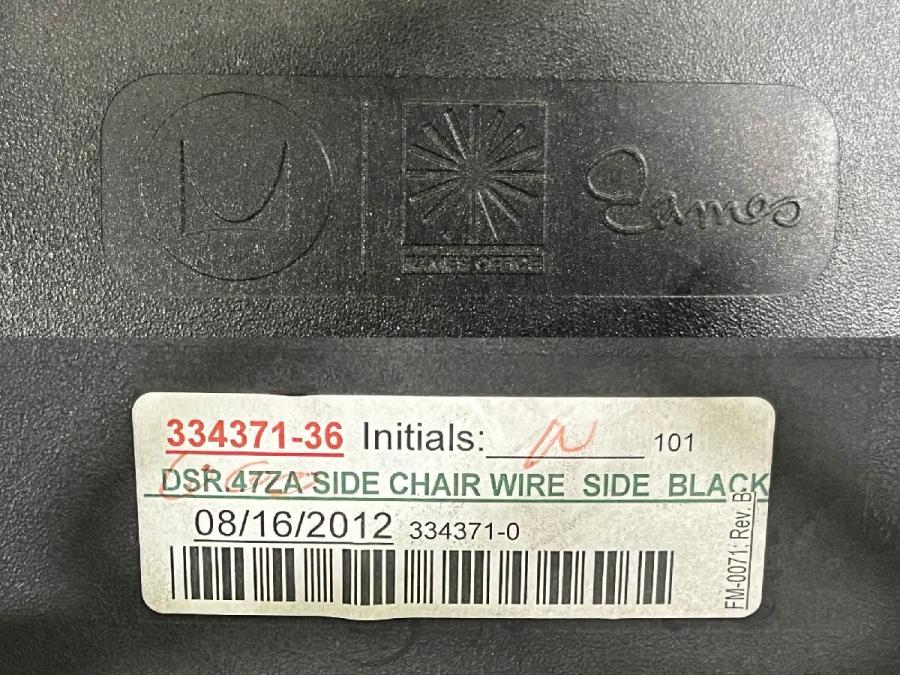 EAMES OFFICE
Eames
334371-36 Initials: 101
DSR.47ZA SIDE CHAIR WIRE SIDE BLACK
08/16/2012 334371-0
FM-0071, Rev. B